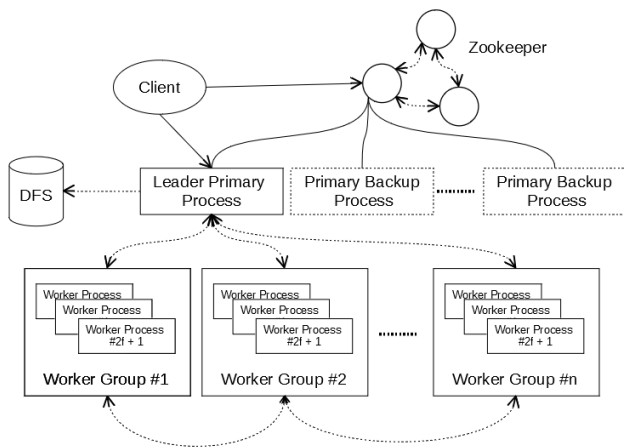 Zookeeper
Client
DFS
Leader Primary
Process
Primary Backup
Process
Primary Backup
Process
Worker Process
Worker Process
Worker Process
#2f + 1
Worker Group #1
Worker Process
Worker Process
Worker Process
#2f + 1
Worker Group #2
Worker Process
Worker Process
Worker Process
#2f + 1
Worker Group #n